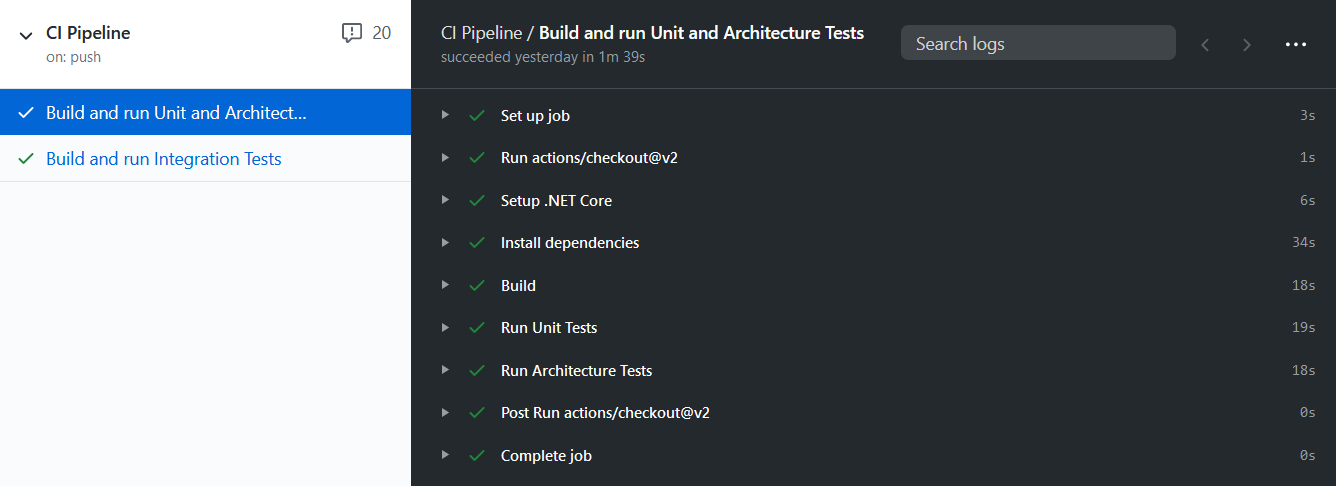 CI Pipeline 20
on: push
Build and run Unit and Architect...
Build and run Integration Tests
CI Pipeline / Build and run Unit and Architecture Tests
succeeded yesterday in 1m 39s
Search logs
Set up job 3s
Run actions/checkout@v2 1s
Setup .NET Core 6s
Install dependencies 34s
Build 18s
Run Unit Tests 19s
Run Architecture Tests 18s
Post Run actions/checkout@v2 0s
Complete job 0s